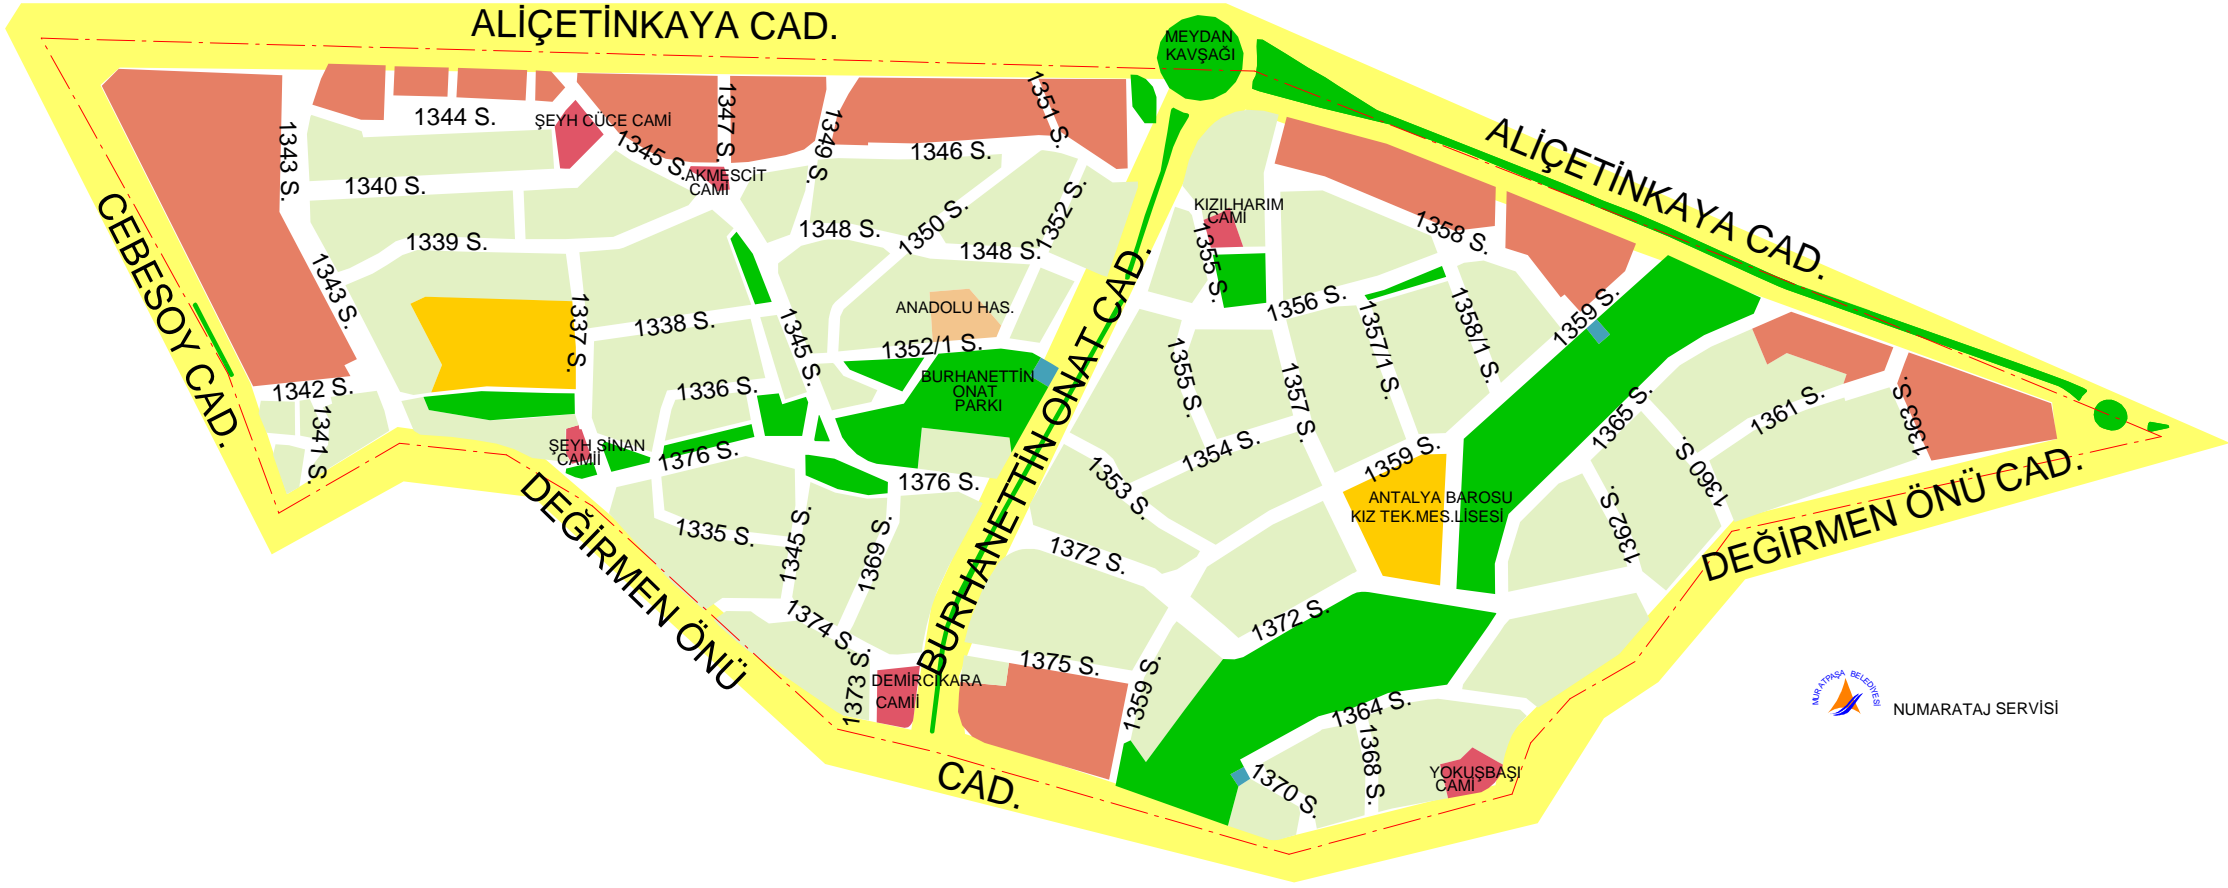 ALİÇETİNKAYA CAD.
MEYDAN
KAVŞAĞI
ALİÇETİNKAYA CAD.
CEBESOY CAD.
1344 S.
ŞEYH CÜCE CAMİ
1343 S.
1345 S.
1347 S.
1349 S.
1351 S.
1346 S.
AKMESCİT
CAMİ
1340 S.
1339 S.
1348 S.
1350 S.
1348 S.
1352 S.
KIZILHARIM
CAMİ
1355 S.
1358 S.
1343 S.
1337 S.
1338 S.
1345 S.
ANADOLU HAS.
1352/1 S.
BURHANETTİN ONAT CAD.
1356 S.
1357/1 S.
1358/1 S.
1359 S.
1342 S.
1341 S.
1336 S.
BURHANETTİN
ONAT
PARKI
1355 S.
1357 S.
1365 S.
1361 S.
1363 S.
1360 S.
ŞEYH SİNAN
CAMİİ
1376 S.
1376 S.
1353 S.
1354 S.
1359 S.
ANTALYA BAROSU
KIZ TEK.MES.LİSESİ
1362 S.
DEĞİRMEN ÖNÜ CAD.
DEĞİRMEN ÖNÜ
1335 S.
1345 S.
1369 S.
1372 S.
1372 S.
1374 S.
1373 S.
DEMİRCİKARA
CAMİİ
1375 S.
1359 S.
1364 S.
1368 S.
1370 S.
YOKUŞBAŞI
CAMİ
CAD.
MURATPAŞA BELEDİYESİ
NUMARATAJ SERVİSİ